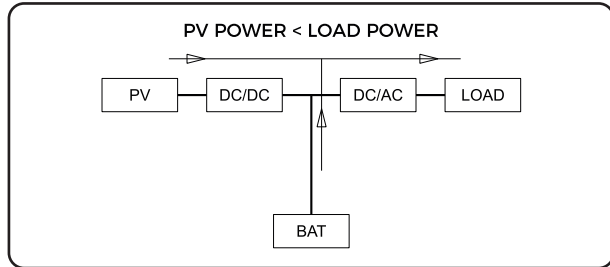 PV POWER < LOAD POWER
PV
DC/DC
DC/AC
LOAD
BAT